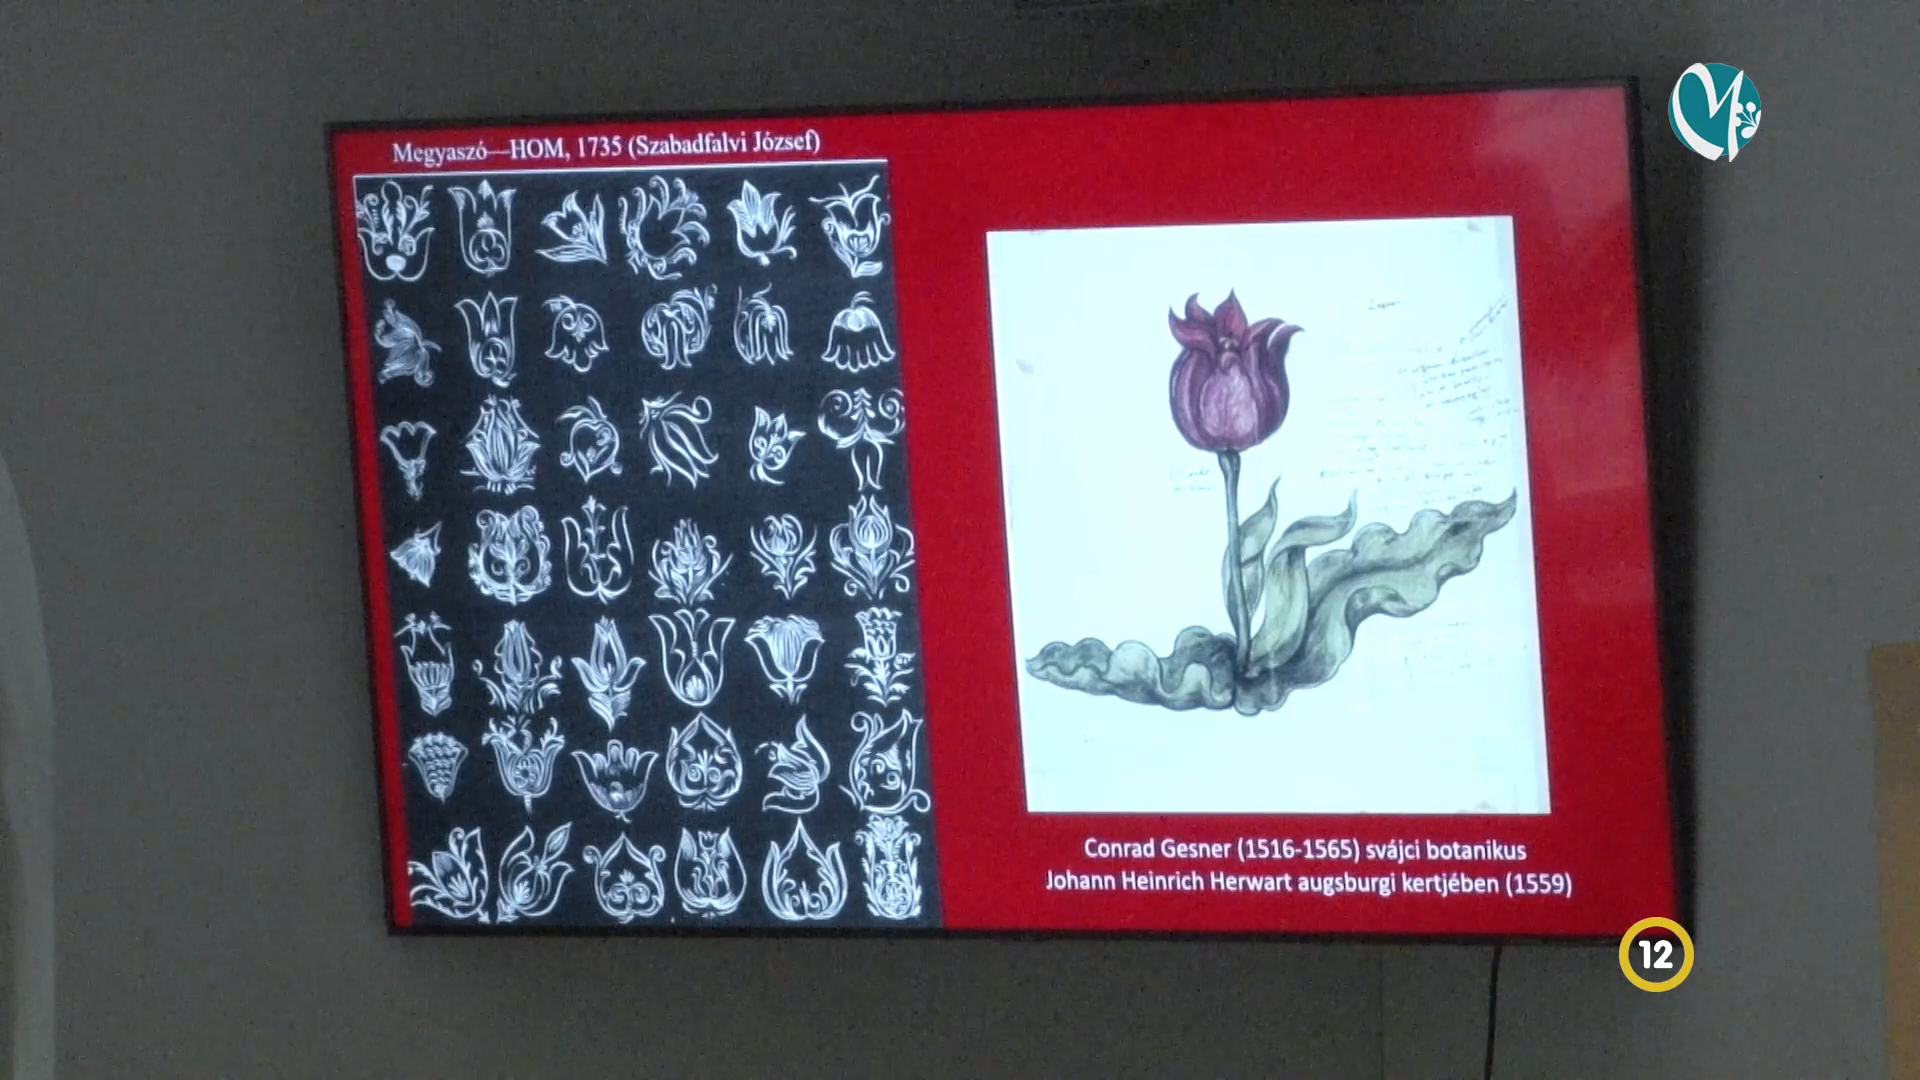 Megyaszó—HOM, 1735 (Szabadfalvi József)
Conrad Gesner (1516-1565) svájci botanikus
Johann Heinrich Herwart augsburgi kertjében (1559)
12